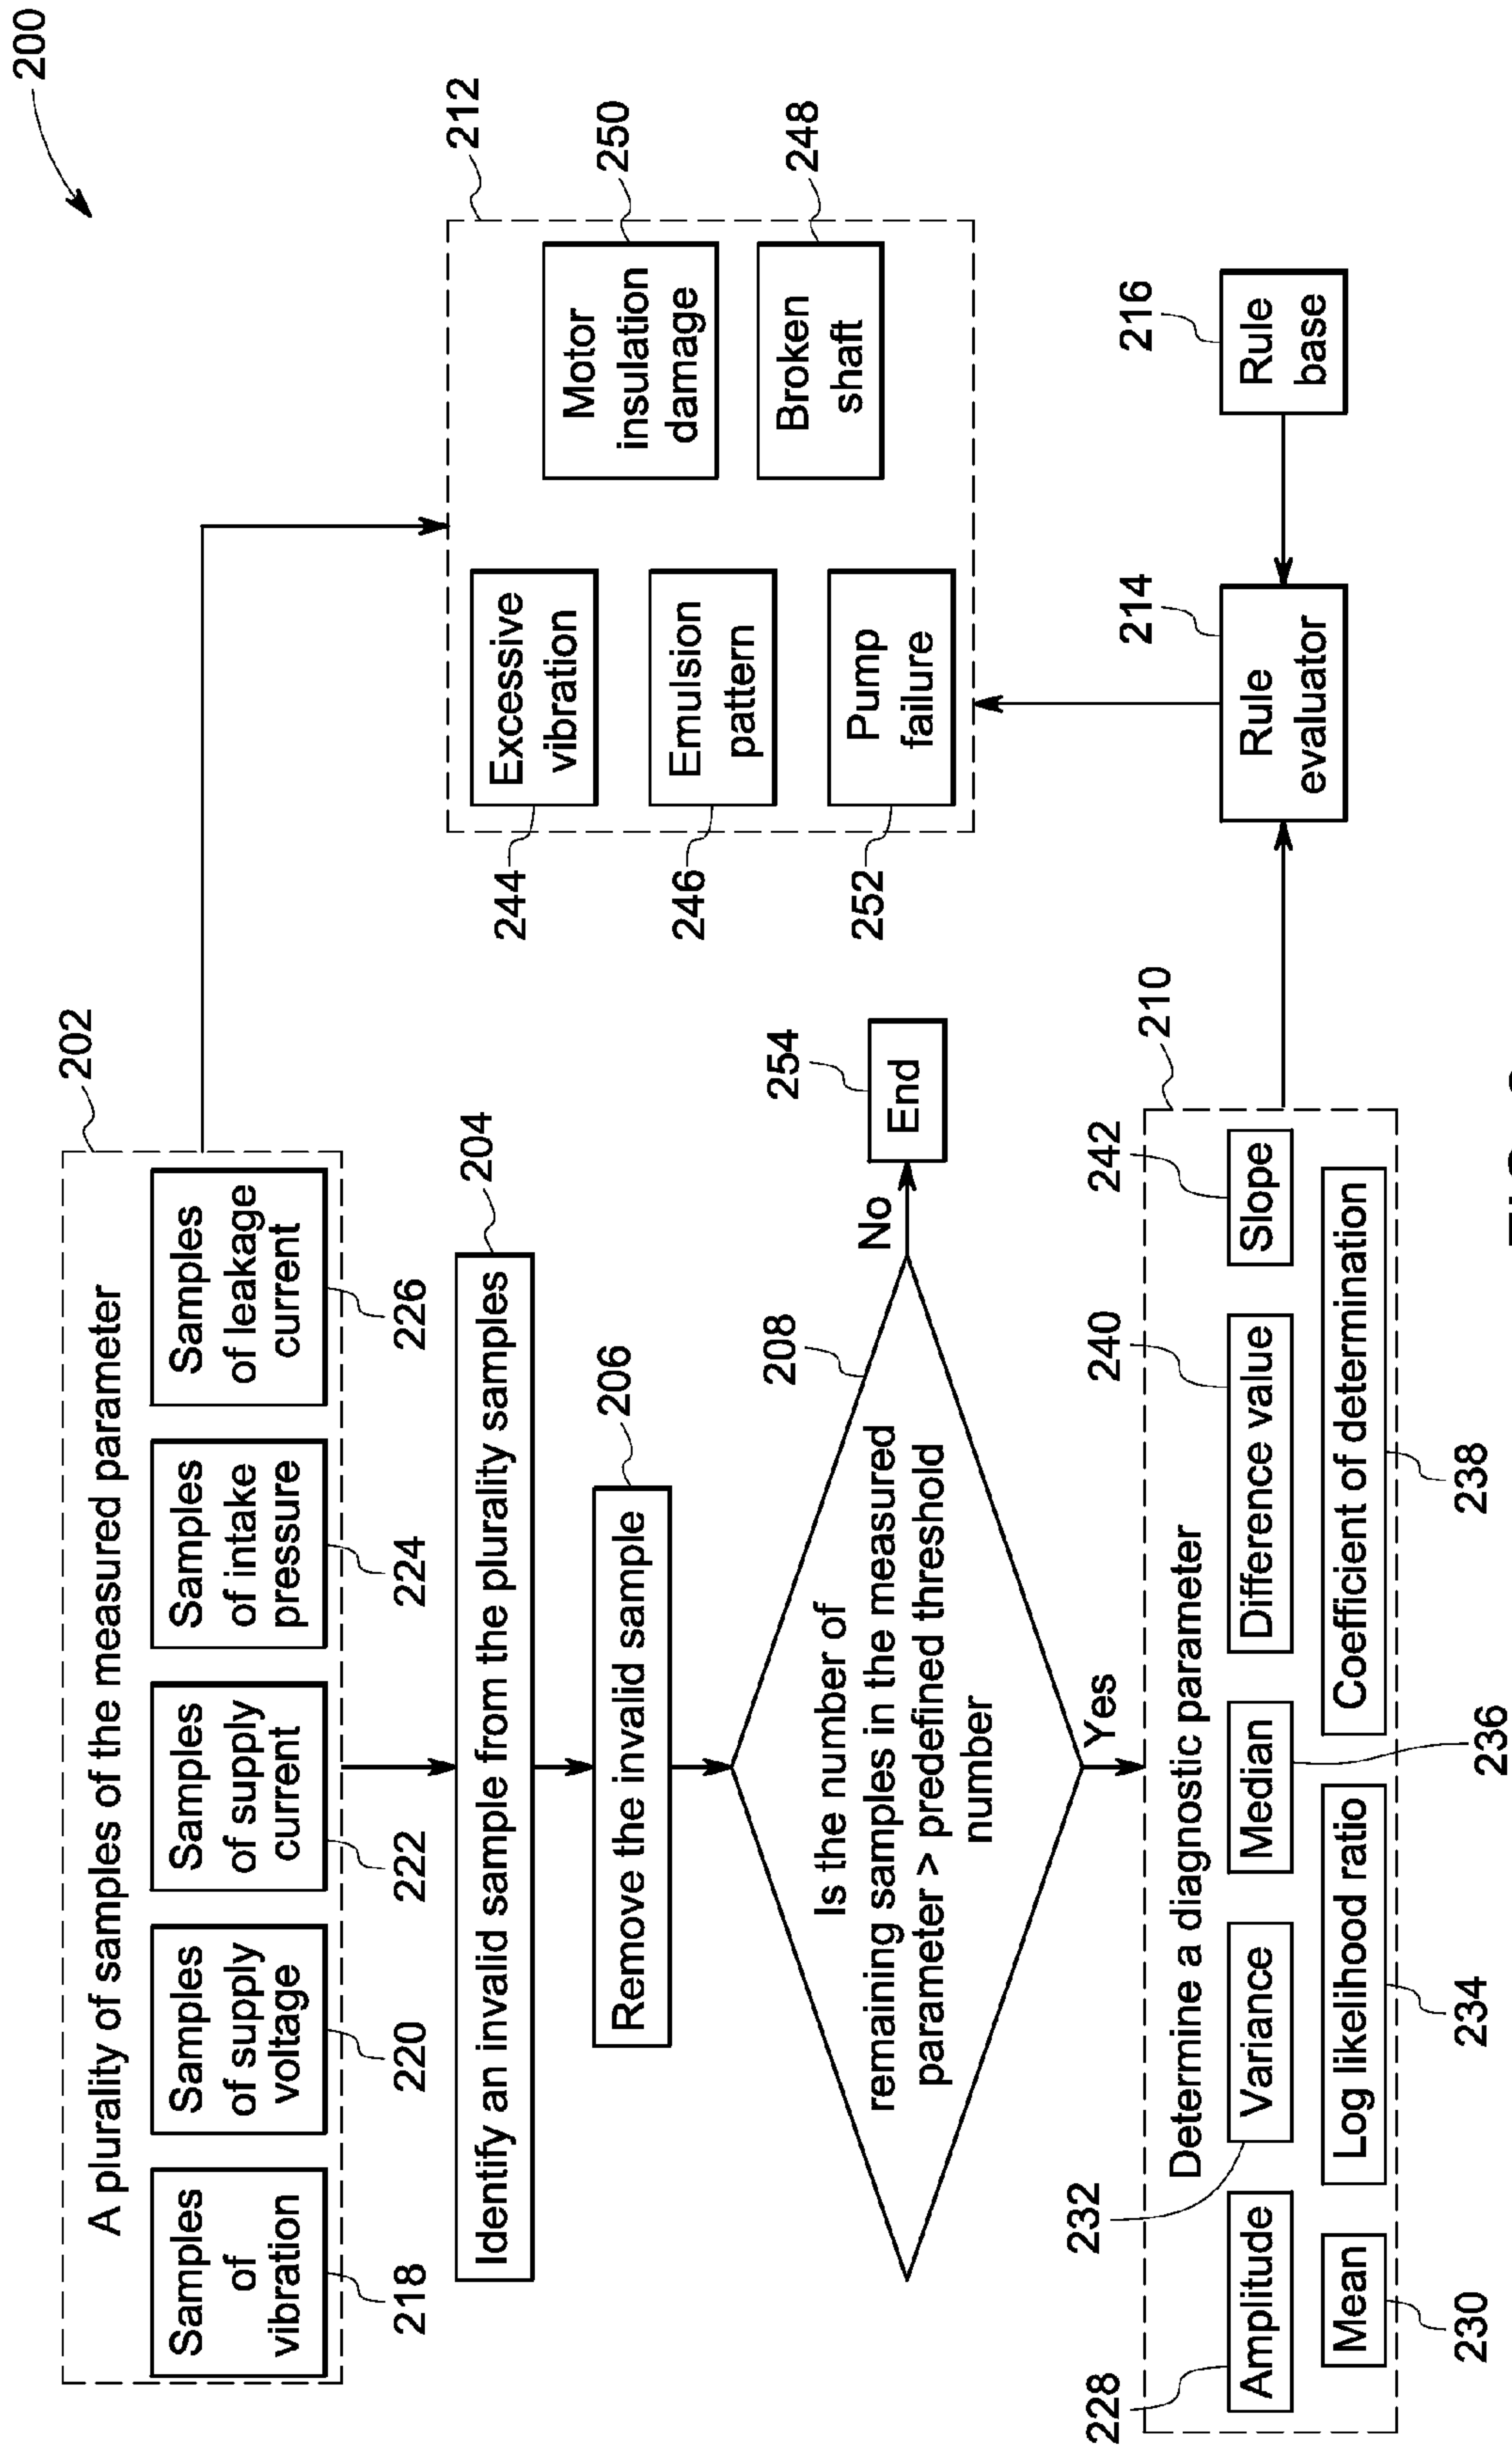 200
202
A plurality of samples of the measured parameter
Samples
of
vibration
218
Samples
of supply
voltage
220
Samples
of supply
current
222
Samples
of intake
pressure
224
Samples
of leakage
current
226
Identify an invalid sample from the plurality samples
204
Remove the invalid sample
206
Is the number of
remaining samples in the measured
parameter > predefined threshold
number
208
No
End
254
Yes
Determine a diagnostic parameter
210
228
Amplitude
232
Variance
Median
236
240
Difference value
242
Slope
Mean
230
Log likelihood ratio
234
Coefficient of determination
238
212
244
Excessive
vibration
246
Emulsion
pattern
252
Pump
failure
Motor
insulation
damage
250
Broken
shaft
248
214
Rule
evaluator
216
Rule
base